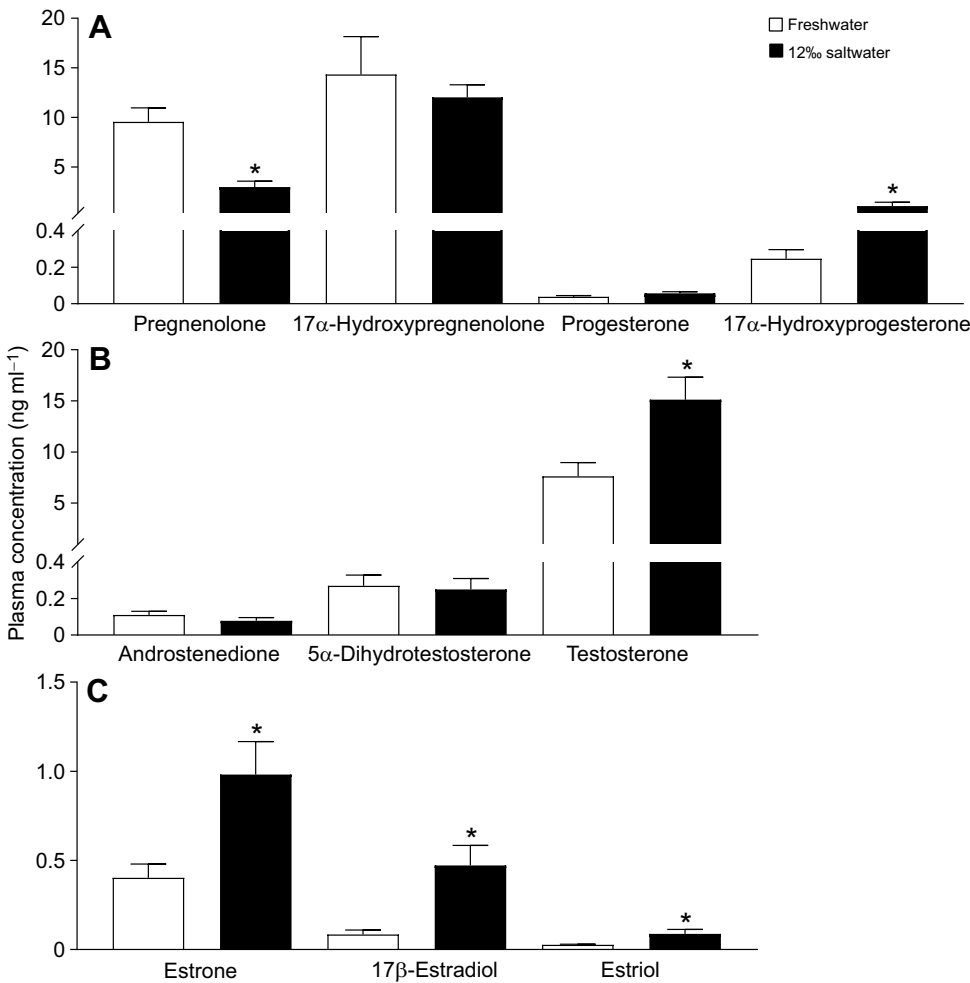 A
Freshwater
12‰ saltwater
20
15
10
5
0.4
0.2
0
*
*
Pregnenolone 17α-Hydroxypregnenolone Progesterone 17α-Hydroxyprogesterone
Plasma concentration (ng ml⁻¹)
B
20
15
10
5
0.4
0.2
0
*
Androstenedione 5α-Dihydrotestosterone Testosterone
C
1.5
1.0
0.5
0
*
*
*
Estrone 17β-Estradiol Estriol